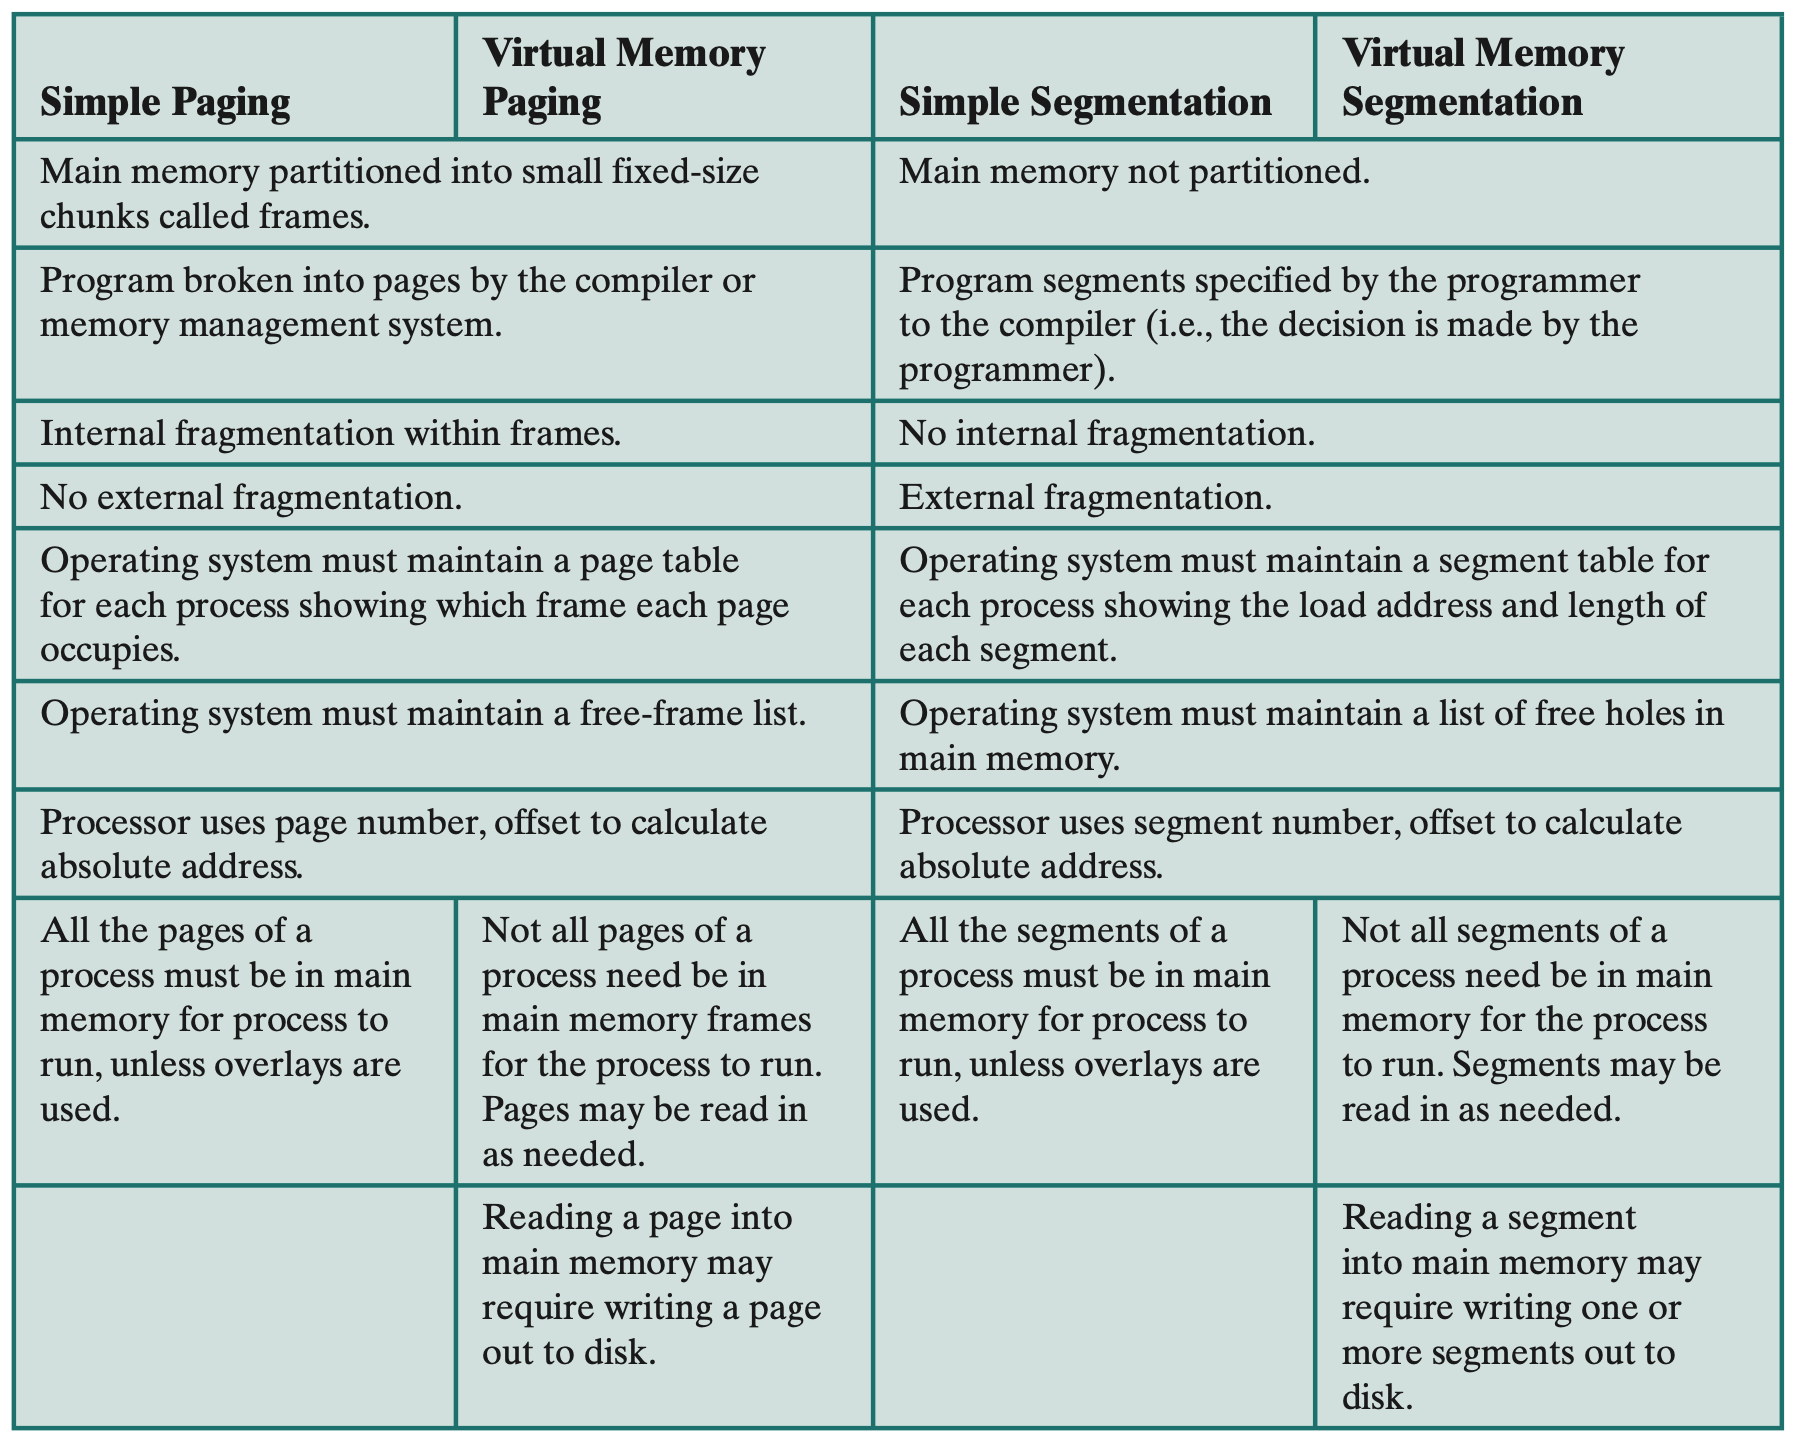 Simple Paging
Virtual Memory
Paging
Simple Segmentation
Virtual Memory
Segmentation
Main memory partitioned into small fixed-size
chunks called frames.
Main memory not partitioned.
Program broken into pages by the compiler or
memory management system.
Program segments specified by the programmer
to the compiler (i.e., the decision is made by the
programmer).
Internal fragmentation within frames.
No internal fragmentation.
No external fragmentation.
External fragmentation.
Operating system must maintain a page table
for each process showing which frame each page
occupies.
Operating system must maintain a segment table for
each process showing the load address and length of
each segment.
Operating system must maintain a free-frame list.
Operating system must maintain a list of free holes in
main memory.
Processor uses page number, offset to calculate
absolute address.
Processor uses segment number, offset to calculate
absolute address.
All the pages of a
process must be in main
memory for process to
run, unless overlays are
used.
Not all pages of a
process need be in
main memory frames
for the process to run.
Pages may be read in
as needed.
All the segments of a
process must be in main
memory for process to
run, unless overlays are
used.
Not all segments of a
process need be in main
memory for the process
to run. Segments may be
read in as needed.
Reading a page into
main memory may
require writing a page
out to disk.
Reading a segment
into main memory may
require writing one or
more segments out to
disk.